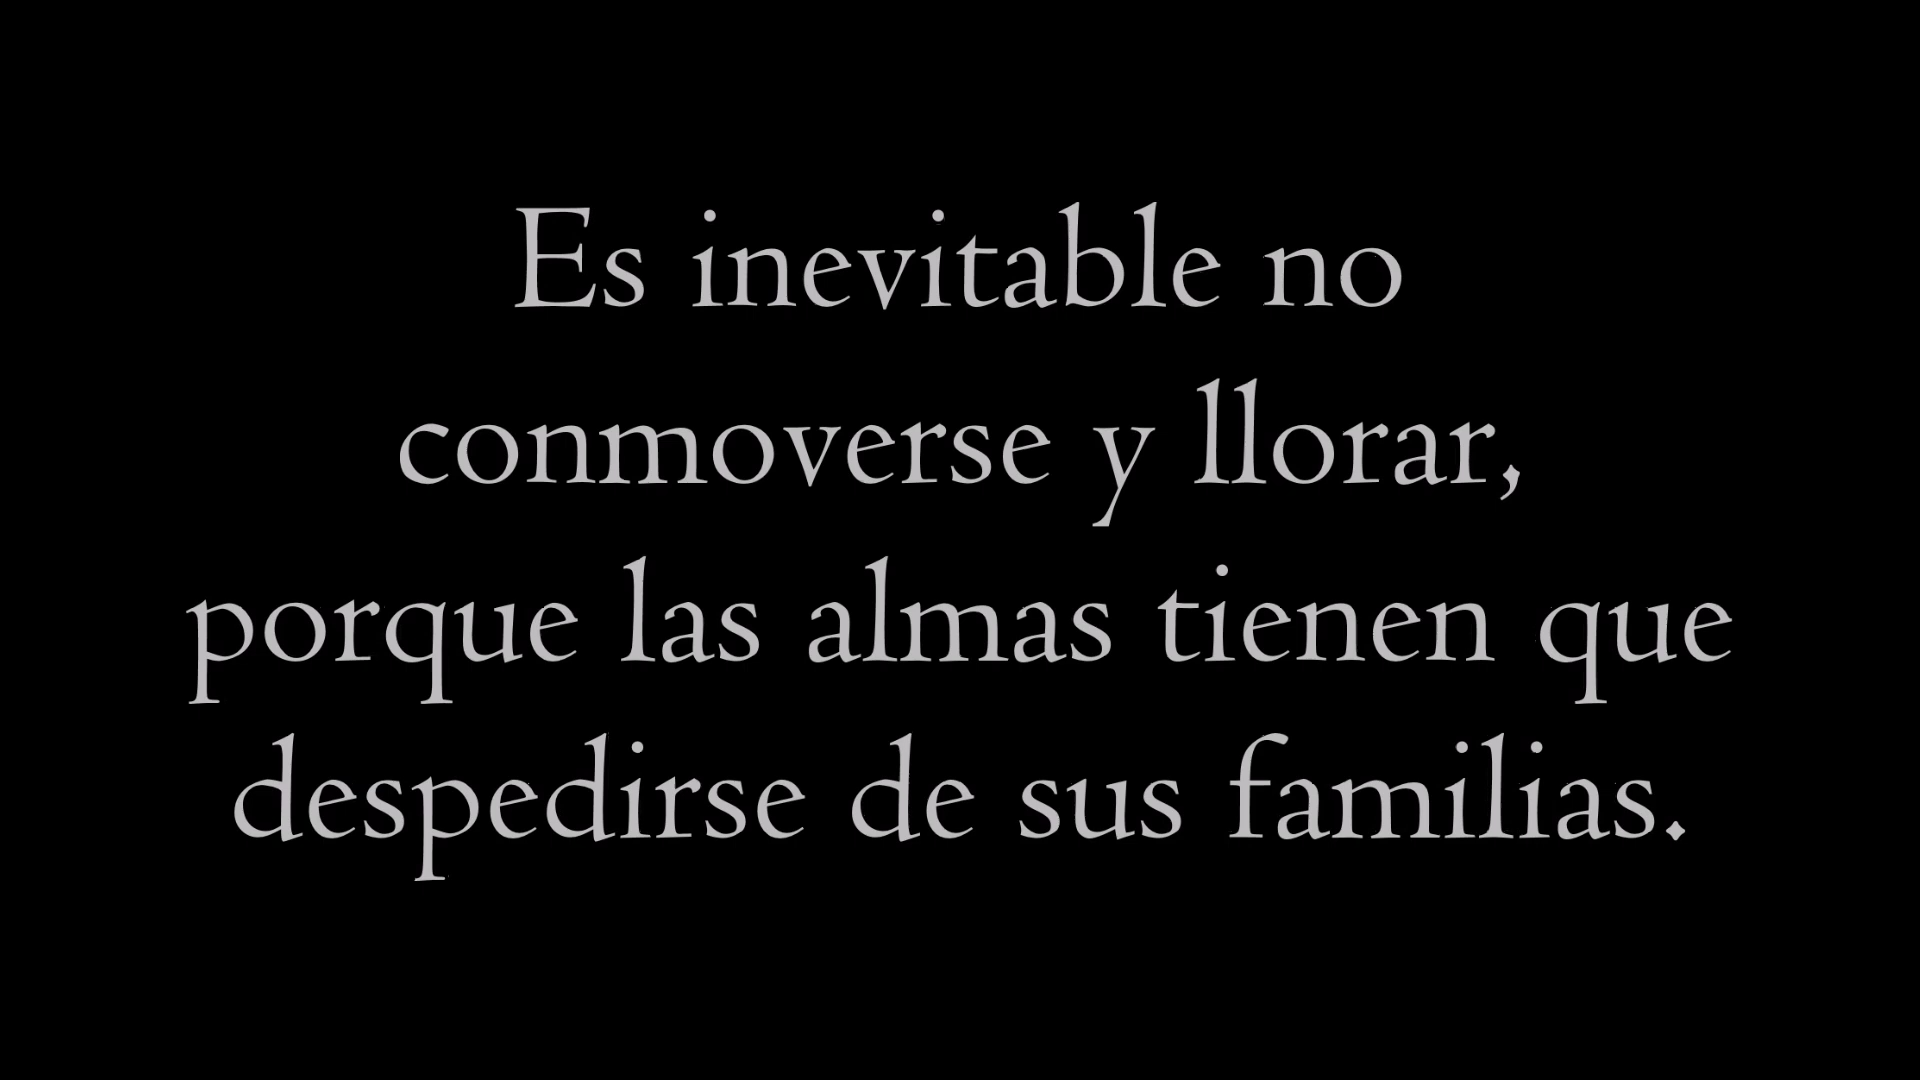 Es inevitable no
conmoverse y llorar,
porque las almas tienen que
despedirse de sus familias.